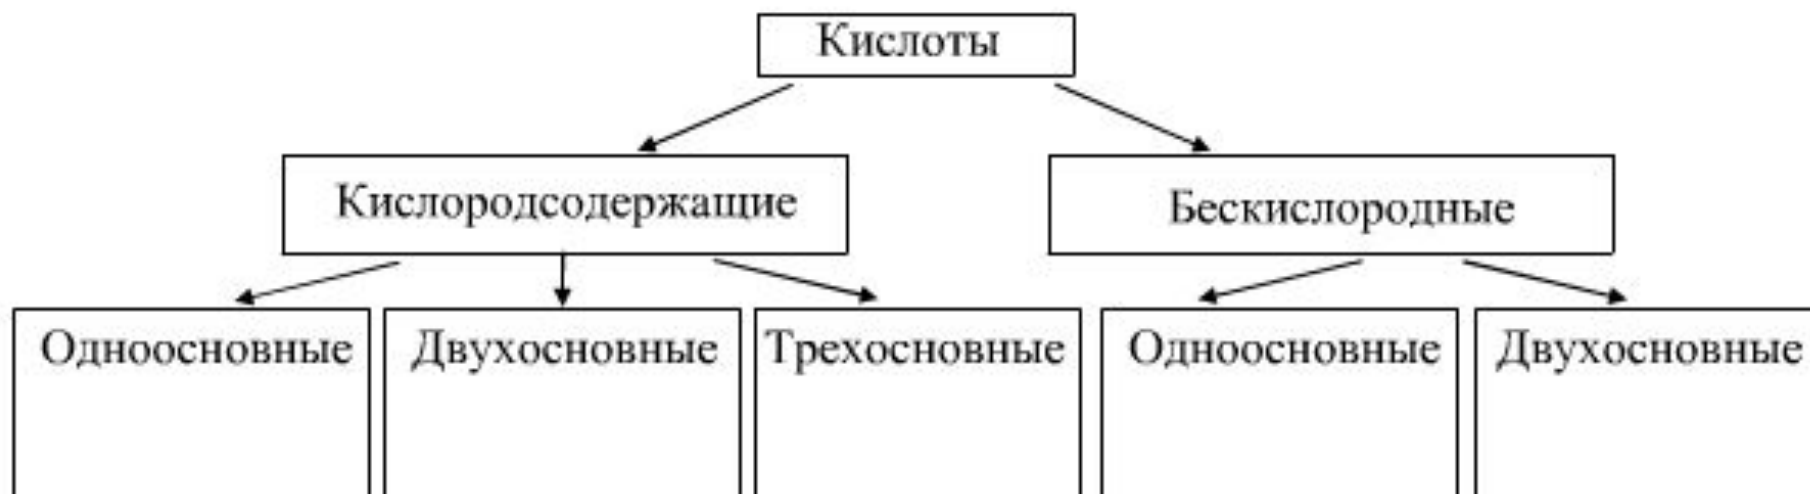 Кислоты
Кислородсодержащие
Бескислородные
Одноосновные
Двухосновные
Трехосновные
Одноосновные
Двухосновные